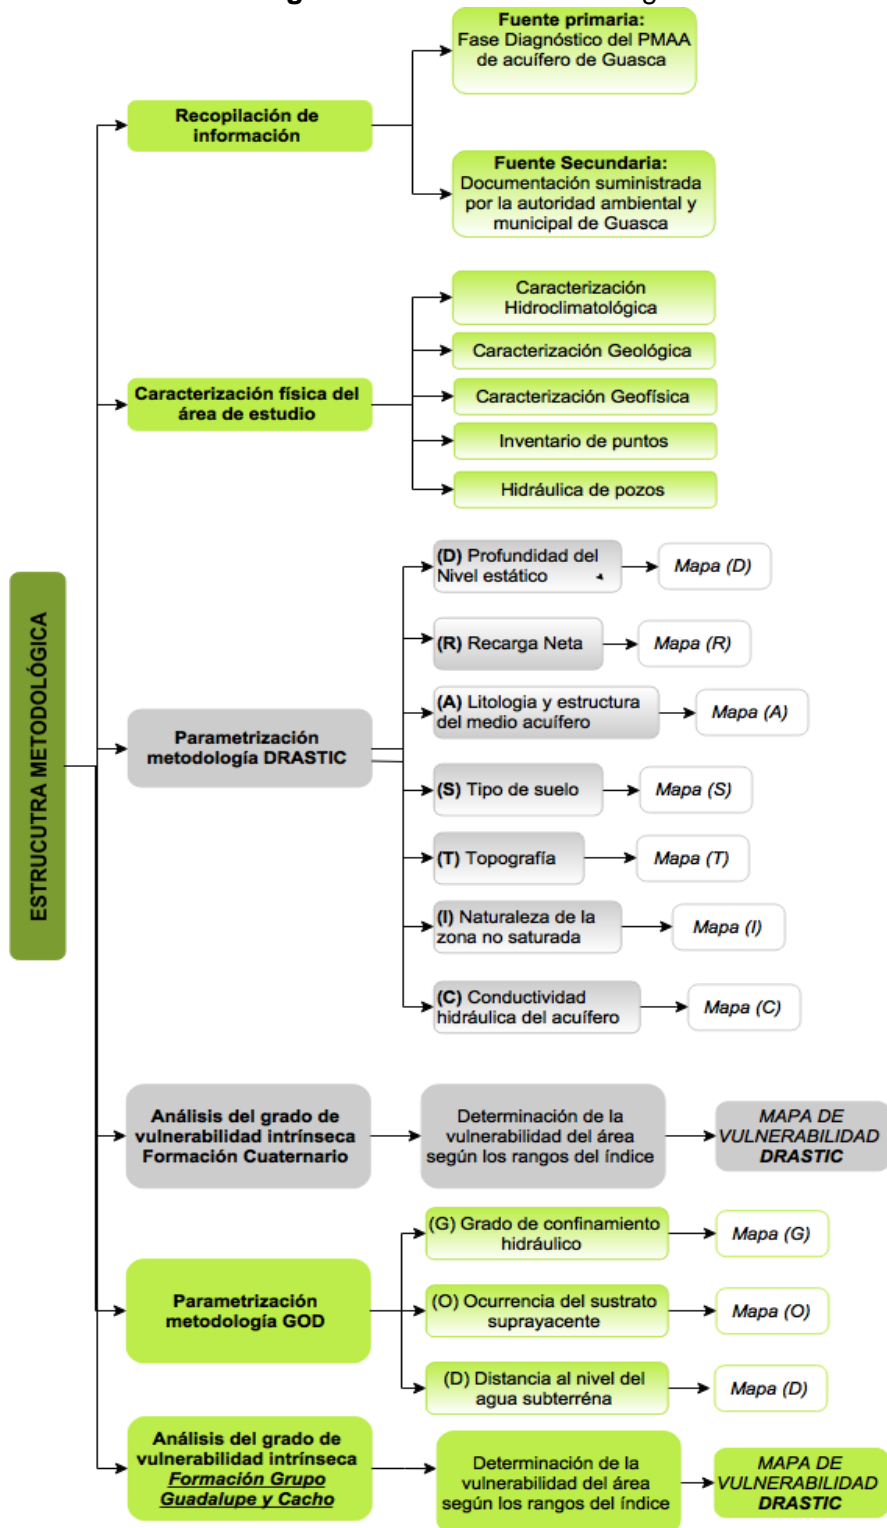 Fuente primaria:
Fase Diagnóstico del PMAA
de acuífero de Guasca
Recopilación de
información
Fuente Secundaria:
Documentación suministrada
por la autoridad ambiental y
municipal de Guasca
Caracterización
Hidroclimatológica
Caracterización Geológica
Caracterización física del
área de estudio
Caracterización Geofísica
Inventario de puntos
Hidráulica de pozos
ESTRUCUTRA METODOLÓGICA
Parametrización
metodología DRASTIC
(D) Profundidad del
Nivel estático
Mapa (D)
(R) Recarga Neta
Mapa (R)
(A) Litologia y estructura
del medio acuífero
Mapa (A)
(S) Tipo de suelo
Mapa (S)
(T) Topografía
Mapa (T)
(I) Naturaleza de la
zona no saturada
Mapa (I)
(C) Conductividad
hidráulica del acuífero
Mapa (C)
Análisis del grado de
vulnerabilidad intrínseca
Formación Cuaternario
Determinación de la
vulnerabilidad del área
según los rangos del índice
MAPA DE
VULNERABILIDAD
DRASTIC
Parametrización
metodología GOD
(G) Grado de confinamiento
hidráulico
Mapa (G)
(O) Ocurrencia del sustrato
suprayacente
Mapa (O)
(D) Distancia al nivel del
agua subterréna
Mapa (D)
Análisis del grado de
vulnerabilidad intrínseca
Formación Grupo
Guadalupe y Cacho
Determinación de la
vulnerabilidad del área
según los rangos del índice
MAPA DE
VULNERABILIDAD
DRASTIC